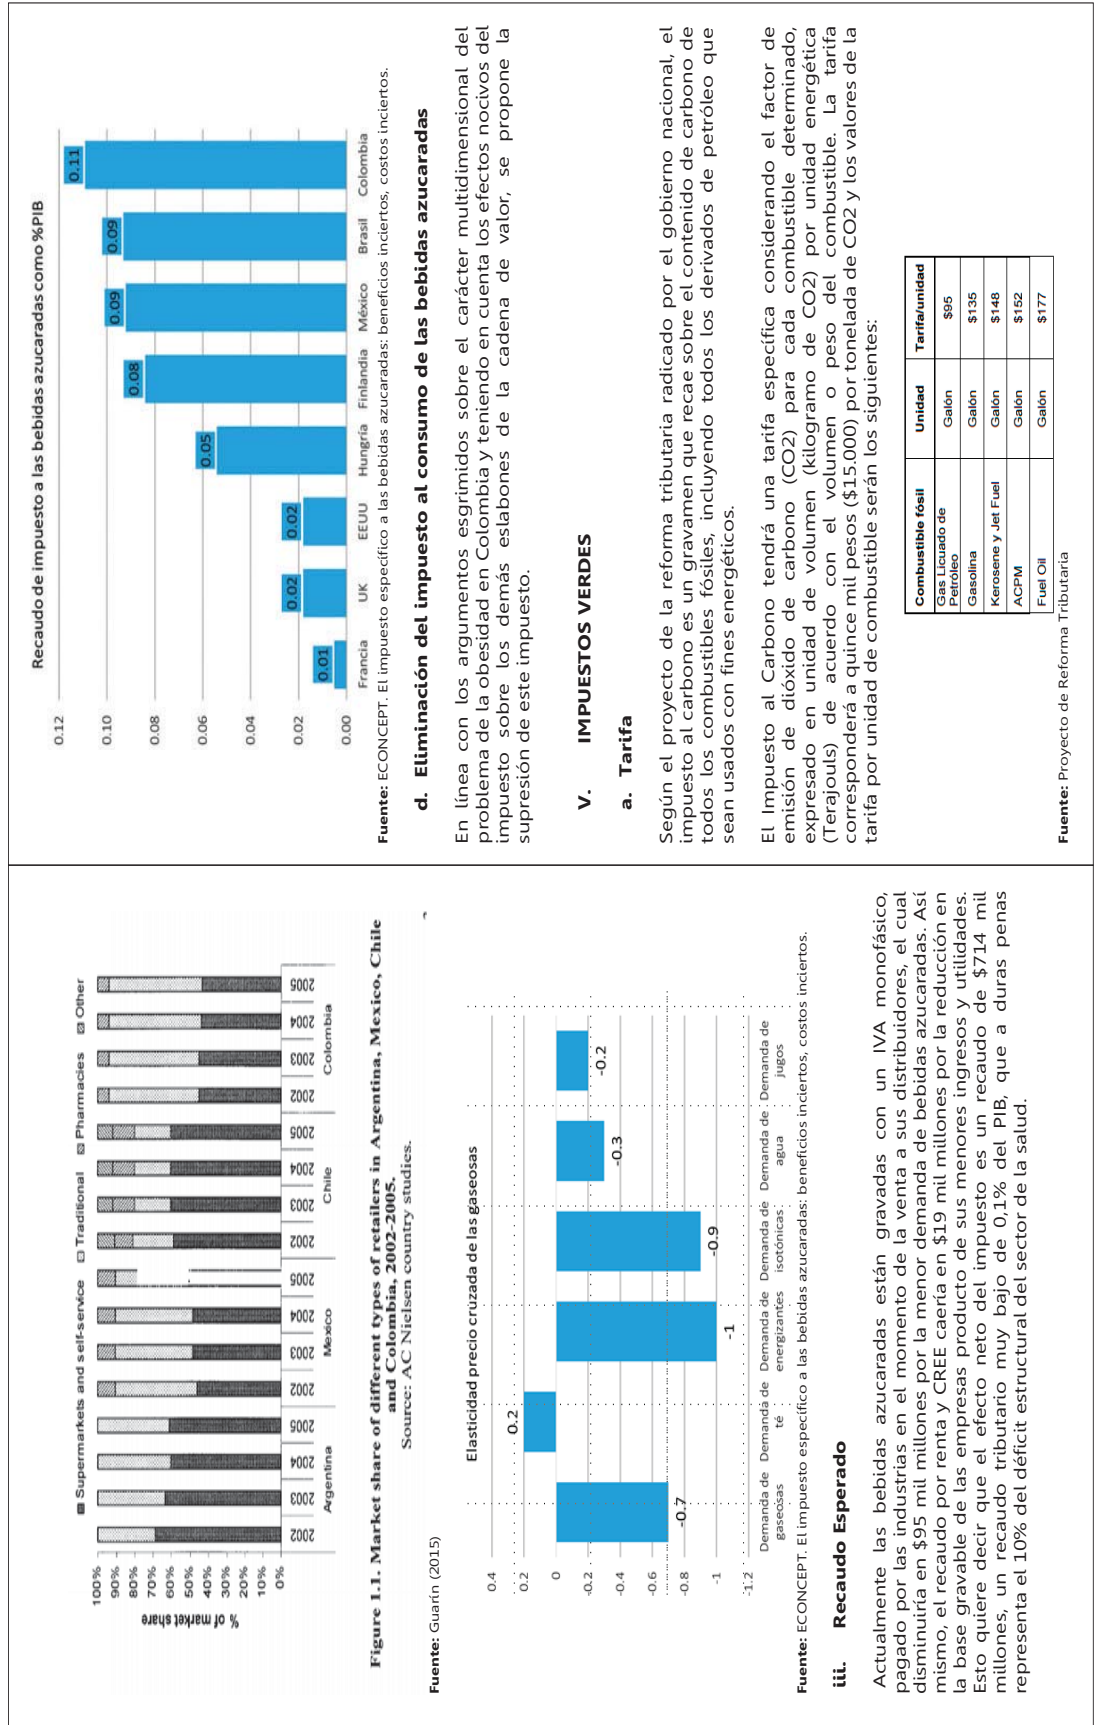 % of market share
100%
90%
80%
70%
60%
50%
40%
30%
20%
10%
0%
Supermarkets and self-service Traditional Pharmacies Other
2002 2003 2004 2005 2002 2003 2004 2005 2002 2003 2004 2005 2002 2003 2004 2005
Argentina Mexico Chile Colombia
Figure 1.1. Market share of different types of retailers in Argentina, Mexico, Chile
and Colombia, 2002-2005.
Source: AC Nielsen country studies.
Fuente: Guarín (2015)
Elasticidad precio cruzada de las gaseosas
0.4
0.2
0
-0.2
-0.4
-0.6
-0.8
-1
-1.2
-0.7
0.2
-1
-0.9
-0.3
-0.2
Demanda de Demanda de Demanda de Demanda de Demanda de Demanda de
gaseosas té energizantes isotónicas agua jugos
Fuente: ECONCEPT. El impuesto específico a las bebidas azucaradas: beneficios inciertos, costos inciertos.
iii. Recaudo Esperado
Actualmente las bebidas azucaradas están gravadas con un IVA monofásico,
pagado por las industrias en el momento de la venta a sus distribuidores, el cual
disminuiría en $95 mil millones por la menor demanda de bebidas azucaradas. Así
mismo, el recaudo por renta y CREE caería en $19 mil millones por la reducción en
la base gravable de las empresas producto de sus menores ingresos y utilidades.
Esto quiere decir que el efecto neto del impuesto es un recaudo de $714 mil
millones, un recaudo tributario muy bajo de 0,1% del PIB, que a duras penas
representa el 10% del déficit estructural del sector de la salud.
Recaudo de impuesto a las bebidas azucaradas como %PIB
0.12
0.10
0.08
0.06
0.04
0.02
0.00
0.01
0.02
0.02
0.05
0.08
0.09
0.09
0.11
Francia UK EEUU Hungría Finlandia México Brasil Colombia
Fuente: ECONCEPT. El impuesto específico a las bebidas azucaradas: beneficios inciertos, costos inciertos.
d. Eliminación del impuesto al consumo de las bebidas azucaradas
En línea con los argumentos esgrimidos sobre el carácter multidimensional del
problema de la obesidad en Colombia y teniendo en cuenta los efectos nocivos del
impuesto sobre los demás eslabones de la cadena de valor, se propone la
supresión de este impuesto.
V. IMPUESTOS VERDES
a. Tarifa
Según el proyecto de la reforma tributaria radicado por el gobierno nacional, el
impuesto al carbono es un gravamen que recae sobre el contenido de carbono de
todos los combustibles fósiles, incluyendo todos los derivados de petróleo que
sean usados con fines energéticos.
El Impuesto al Carbono tendrá una tarifa específica considerando el factor de
emisión de dióxido de carbono (CO2) para cada combustible determinado,
expresado en unidad de volumen (kilogramo de CO2) por unidad energética
(Terajouls) de acuerdo con el volumen o peso del combustible. La tarifa
corresponderá a quince mil pesos ($15.000) por tonelada de CO2 y los valores de la
tarifa por unidad de combustible serán los siguientes:
Combustible fósil Unidad Tarifa/unidad
Gas Licuado de
Petróleo Galón $95
Gasolina Galón $135
Kerosene y Jet Fuel Galón $148
ACPM Galón $152
Fuel Oil Galón $177
Fuente: Proyecto de Reforma Tributaria